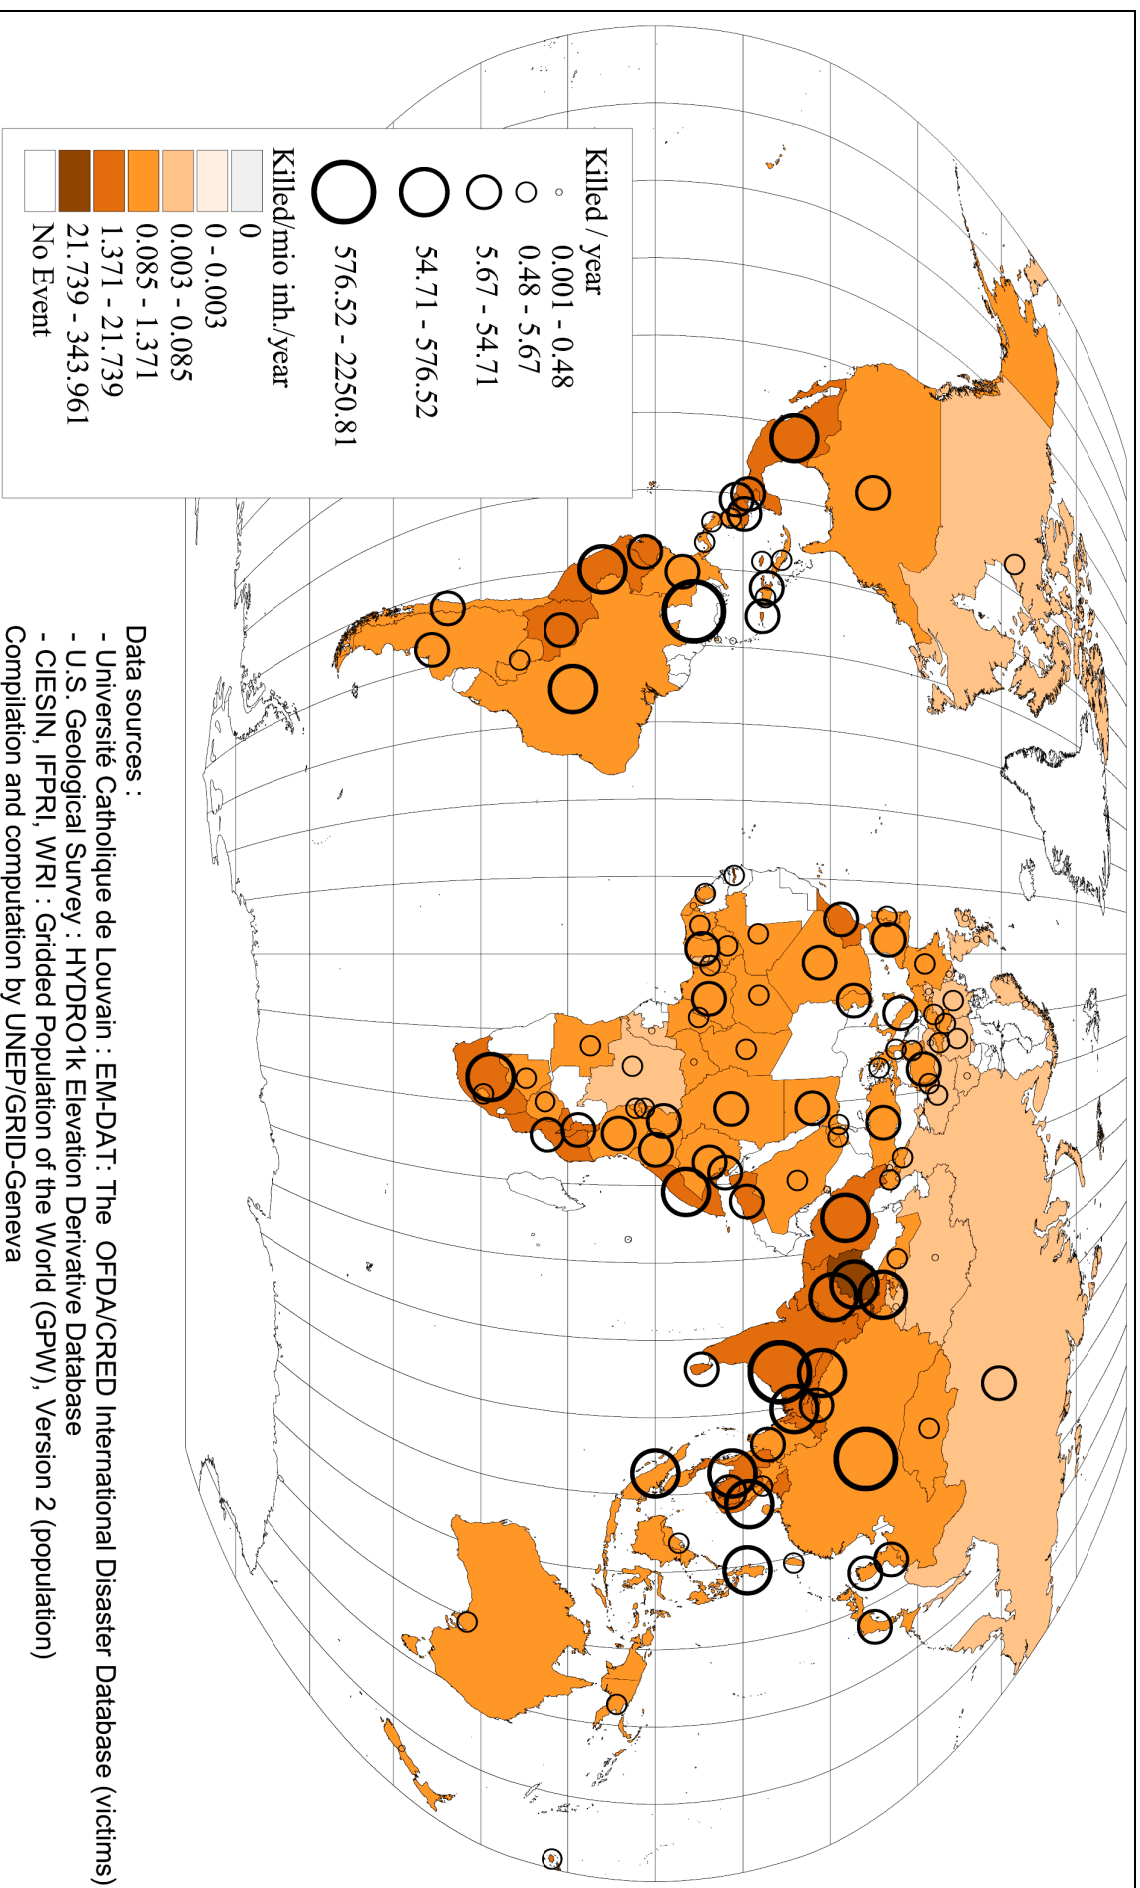 Killed / year
0.001 - 0.48
0.48 - 5.67
5.67 - 54.71
54.71 - 576.52
576.52 - 2250.81
Killed/mio inh./year
0
0 - 0.003
0.003 - 0.085
0.085 - 1.371
1.371 - 21.739
21.739 - 343.961
No Event
Data sources :
- Université Catholique de Louvain : EM-DAT: The OFDA/CRED International Disaster Database (victims)
- U.S. Geological Survey : HYDRO1k Elevation Derivative Database
- CIESIN, IFPRI, WRI : Gridded Population of the World (GPW), Version 2 (population)
Compilation and computation by UNEP/GRID-Geneva